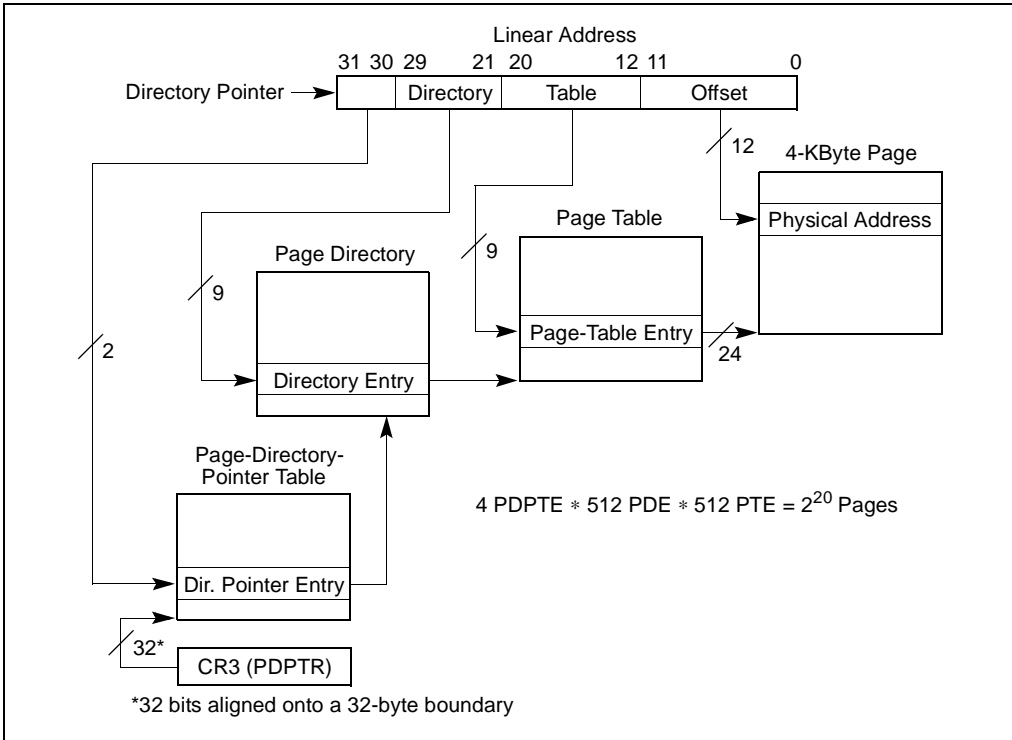 Linear Address
31 30 29 21 20 12 11 0
Directory Pointer Directory Table Offset
12
4-KByte Page
Physical Address
Page Table
Page Directory
9
9
Page-Table Entry
24
2
Directory Entry
Page-Directory-
Pointer Table
4 PDPTE * 512 PDE * 512 PTE = 2^20 Pages
Dir. Pointer Entry
32*
CR3 (PDPTR)
*32 bits aligned onto a 32-byte boundary